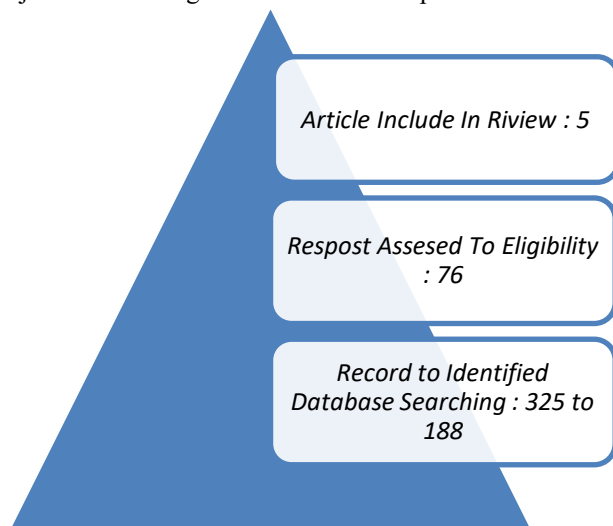 Article Include In Riview : 5
Respost Assesed To Eligibility
: 76
Record to Identified
Database Searching : 325 to
188